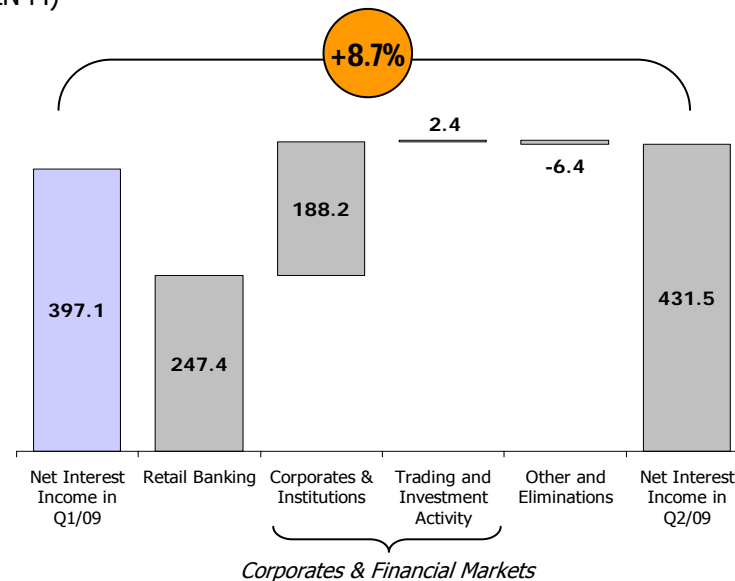 +8.7%
2.4
-6.4
188.2
397.1
431.5
247.4
Net Interest
Income in
Q1/09
Retail Banking
Corporates &
Institutions
Trading and
Investment
Activity
Other and
Eliminations
Net Interest
Income in
Q2/09
Corporates & Financial Markets